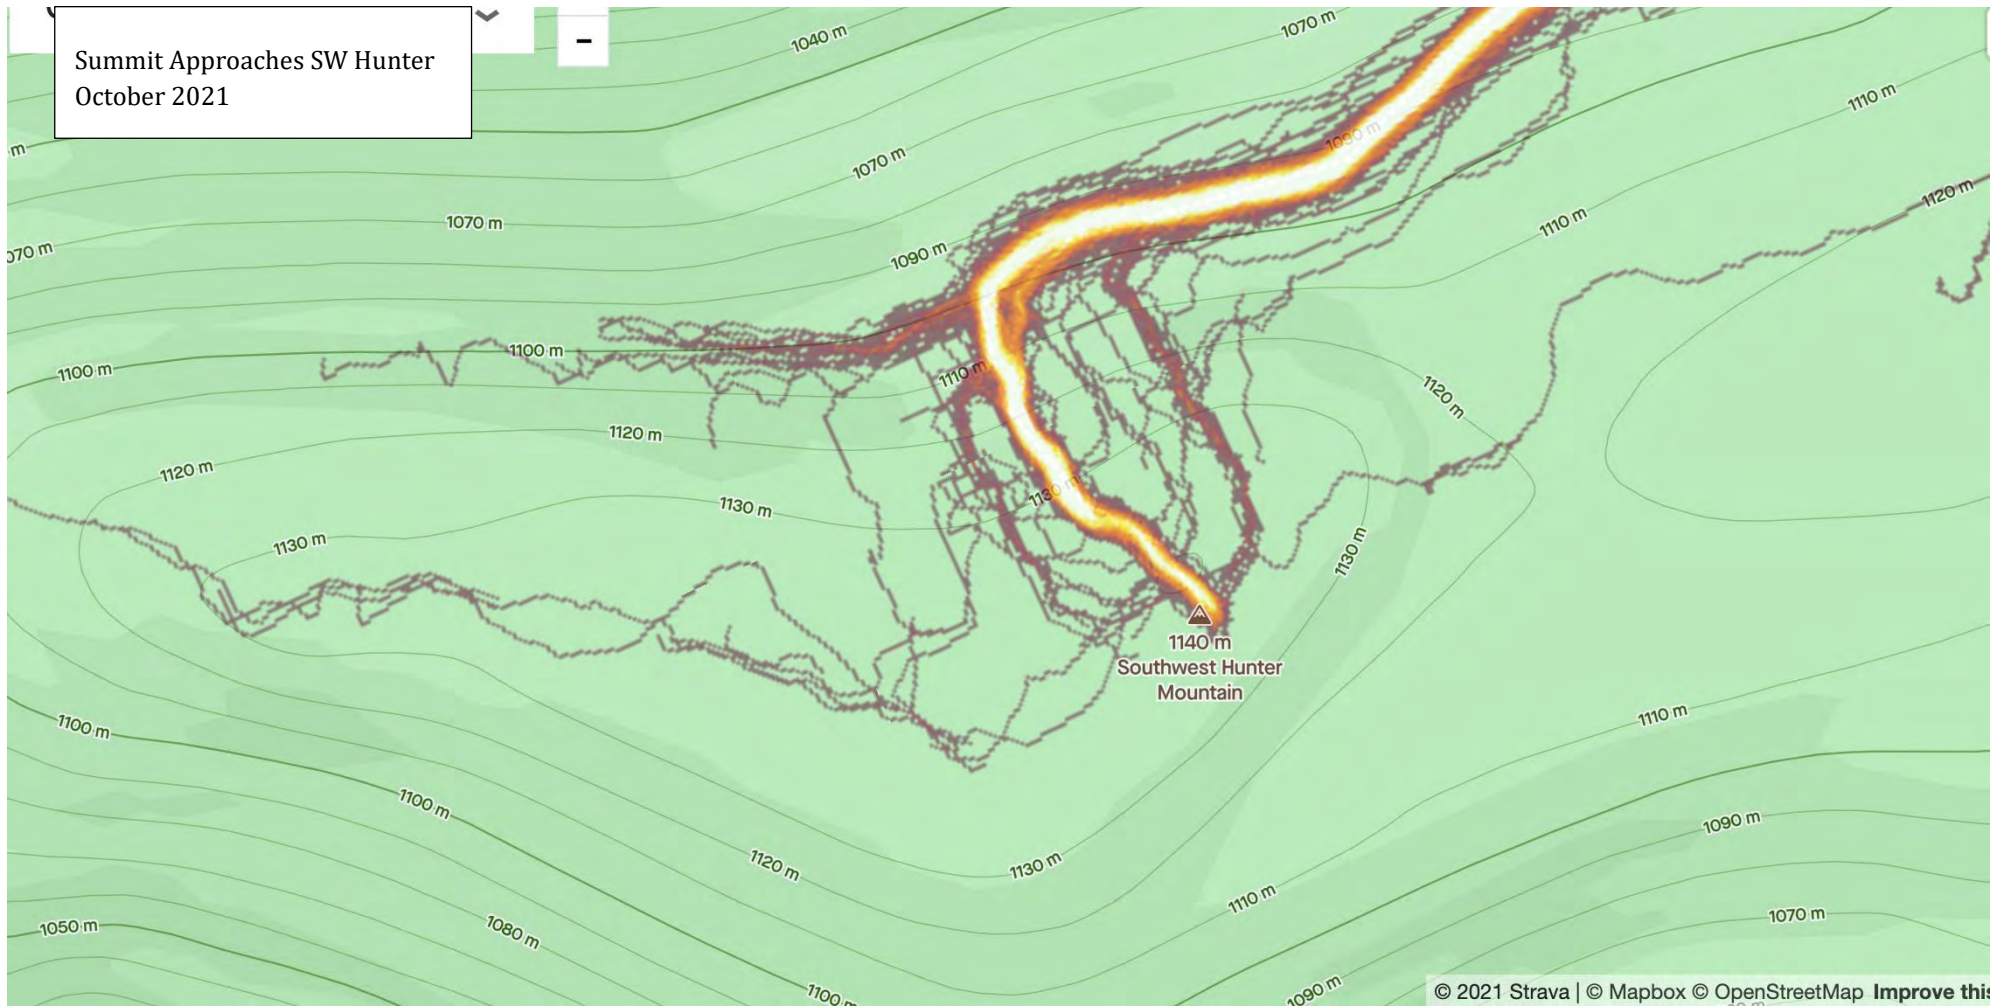 Summit Approaches SW Hunter
October 2021
-
1040 m
1070 m
1110 m
1090 m
m
1070 m
1120 m
1070 m
1110 m
070 m
1090 m
1100 m
1100 m
1110 m
1120 m
1120 m
1120 m
1130 m
1130 m
1130 m
1130 m
1140 m
Southwest Hunter
Mountain
1100 m
1110 m
1100 m
1090 m
1120 m
1130 m
1110 m
1070 m
1050 m
1080 m
1100 m
1090 m
© 2021 Strava | © Mapbox © OpenStreetMap Improve this